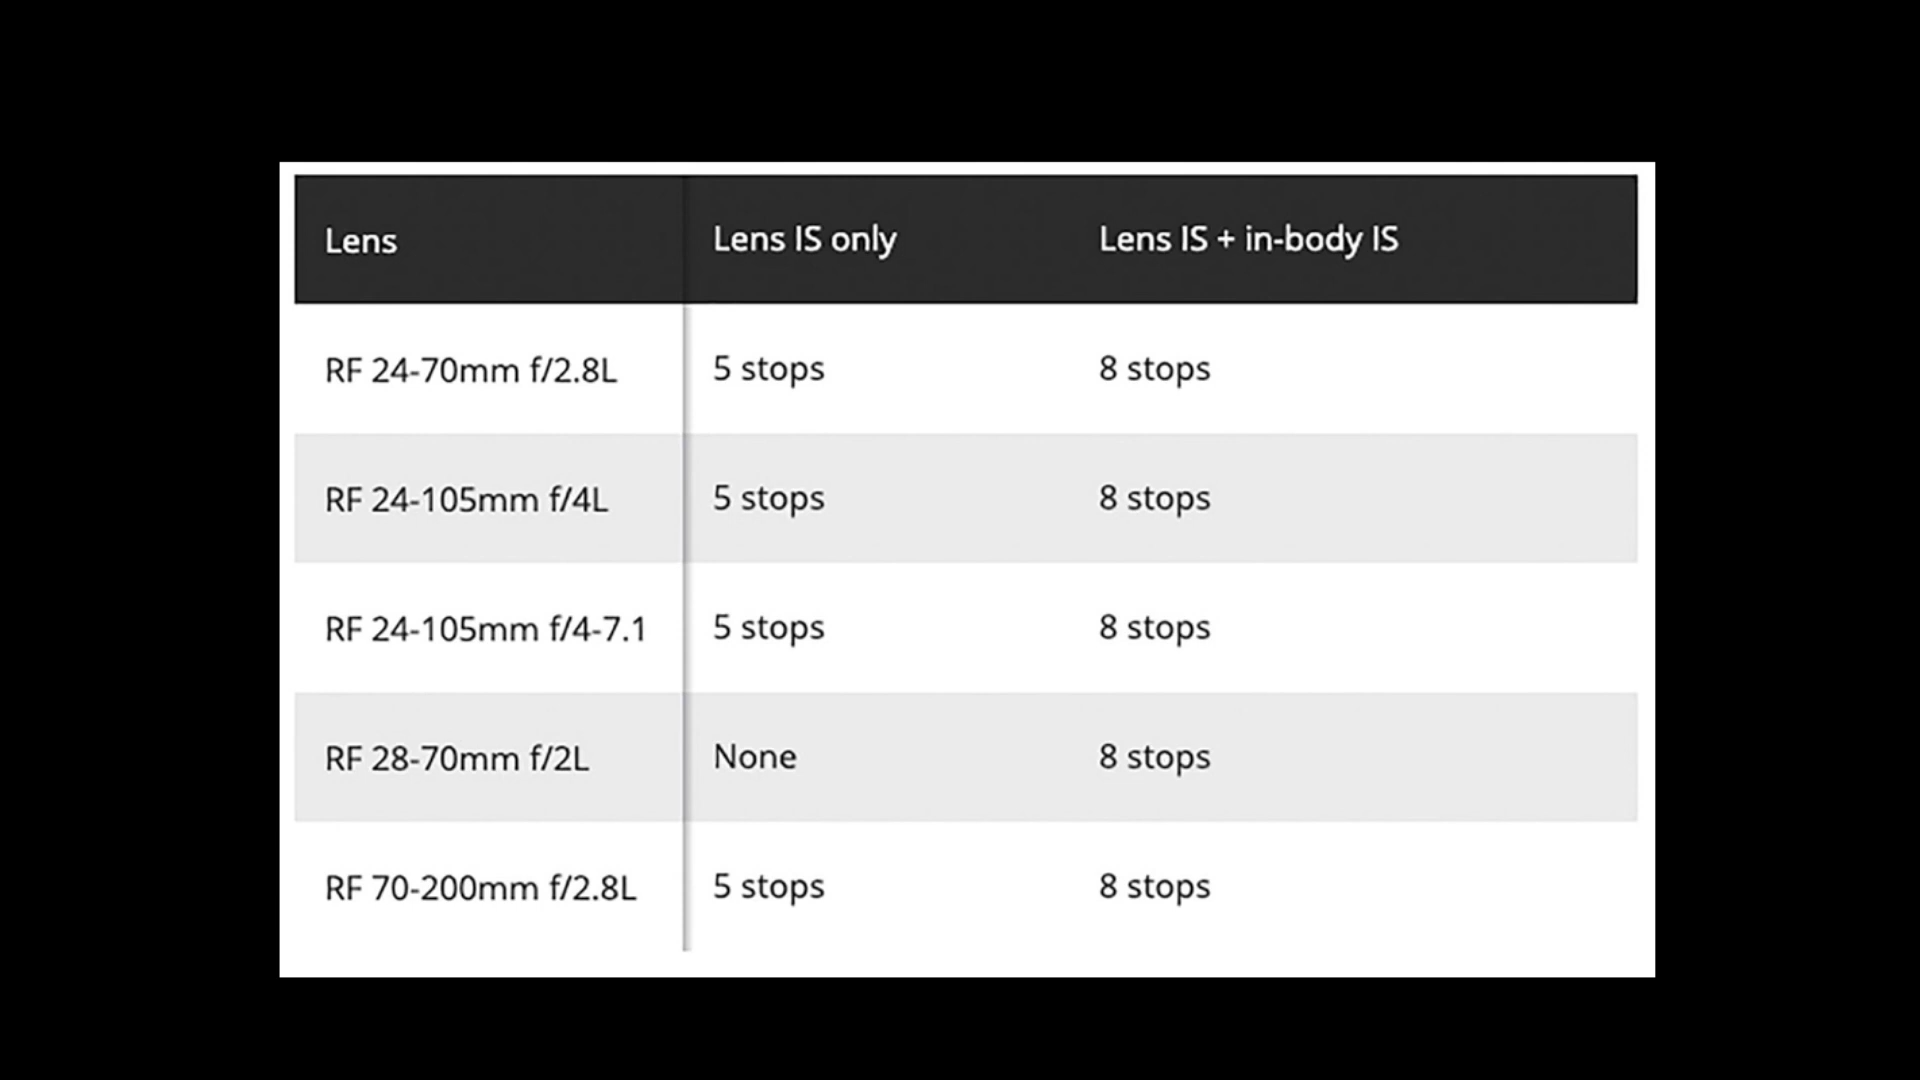 Lens Lens IS only Lens IS + in-body IS
RF 24-70mm f/2.8L 5 stops 8 stops
RF 24-105mm f/4L 5 stops 8 stops
RF 24-105mm f/4-7.1 5 stops 8 stops
RF 28-70mm f/2L None 8 stops
RF 70-200mm f/2.8L 5 stops 8 stops